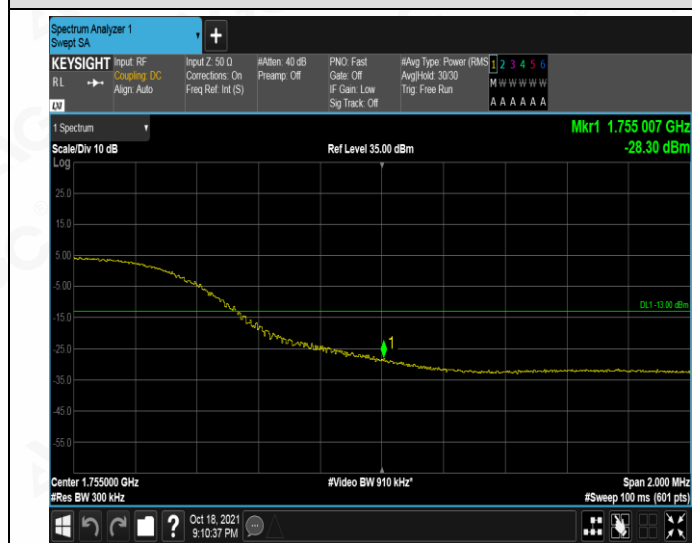 Spectrum Analyzer 1
Swept SA
+
KEYSIGHT Input: RF Input Z: 50 Ω #Atten: 40 dB PNO: Fast #Avg Type: Power (RMS 1 2 3 4 5 6
RL Coupling: DC Corrections: On Preamp: Off Gate: Off Avg|Hold: 30/30 M W W W W W
Align: Auto Freq Ref: Int (S) IF Gain: Low Trig: Free Run
Sig Track: Off A A A A A A
LXI
1 Spectrum Mkr1 1.755 007 GHz
Scale/Div 10 dB Ref Level 35.00 dBm -28.30 dBm
Log
25.0
15.0
5.00
-5.00
DL1 -13.00 dBm
-15.0
1
-25.0
-35.0
-45.0
-55.0
Center 1.755000 GHz #Video BW 910 kHz* Span 2.000 MHz
#Res BW 300 kHz #Sweep 100 ms (601 pts)
? Oct 18, 2021
9:10:37 PM